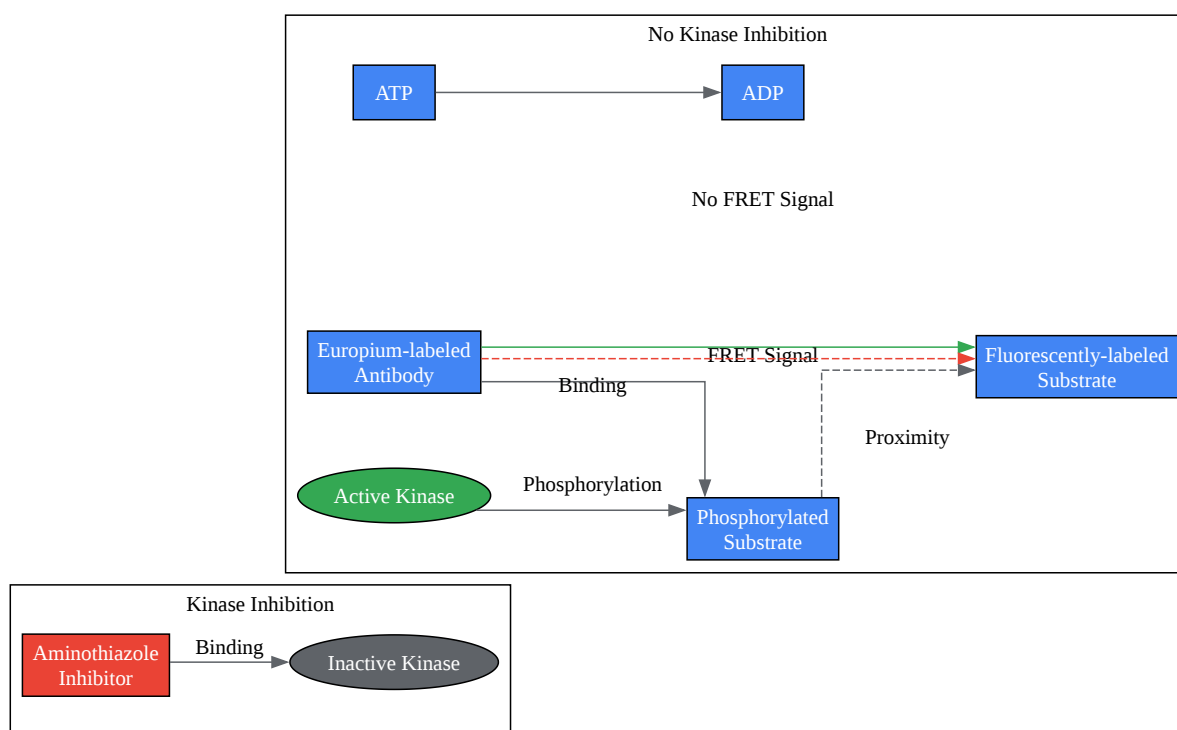 No Kinase Inhibition
ATP
ADP
No FRET Signal
Europium-labeled
Antibody
FRET Signal
Fluorescently-labeled
Substrate
Binding
Proximity
Active Kinase
Phosphorylation
Phosphorylated
Substrate
Kinase Inhibition
Aminothiazole
Inhibitor
Binding
Inactive Kinase